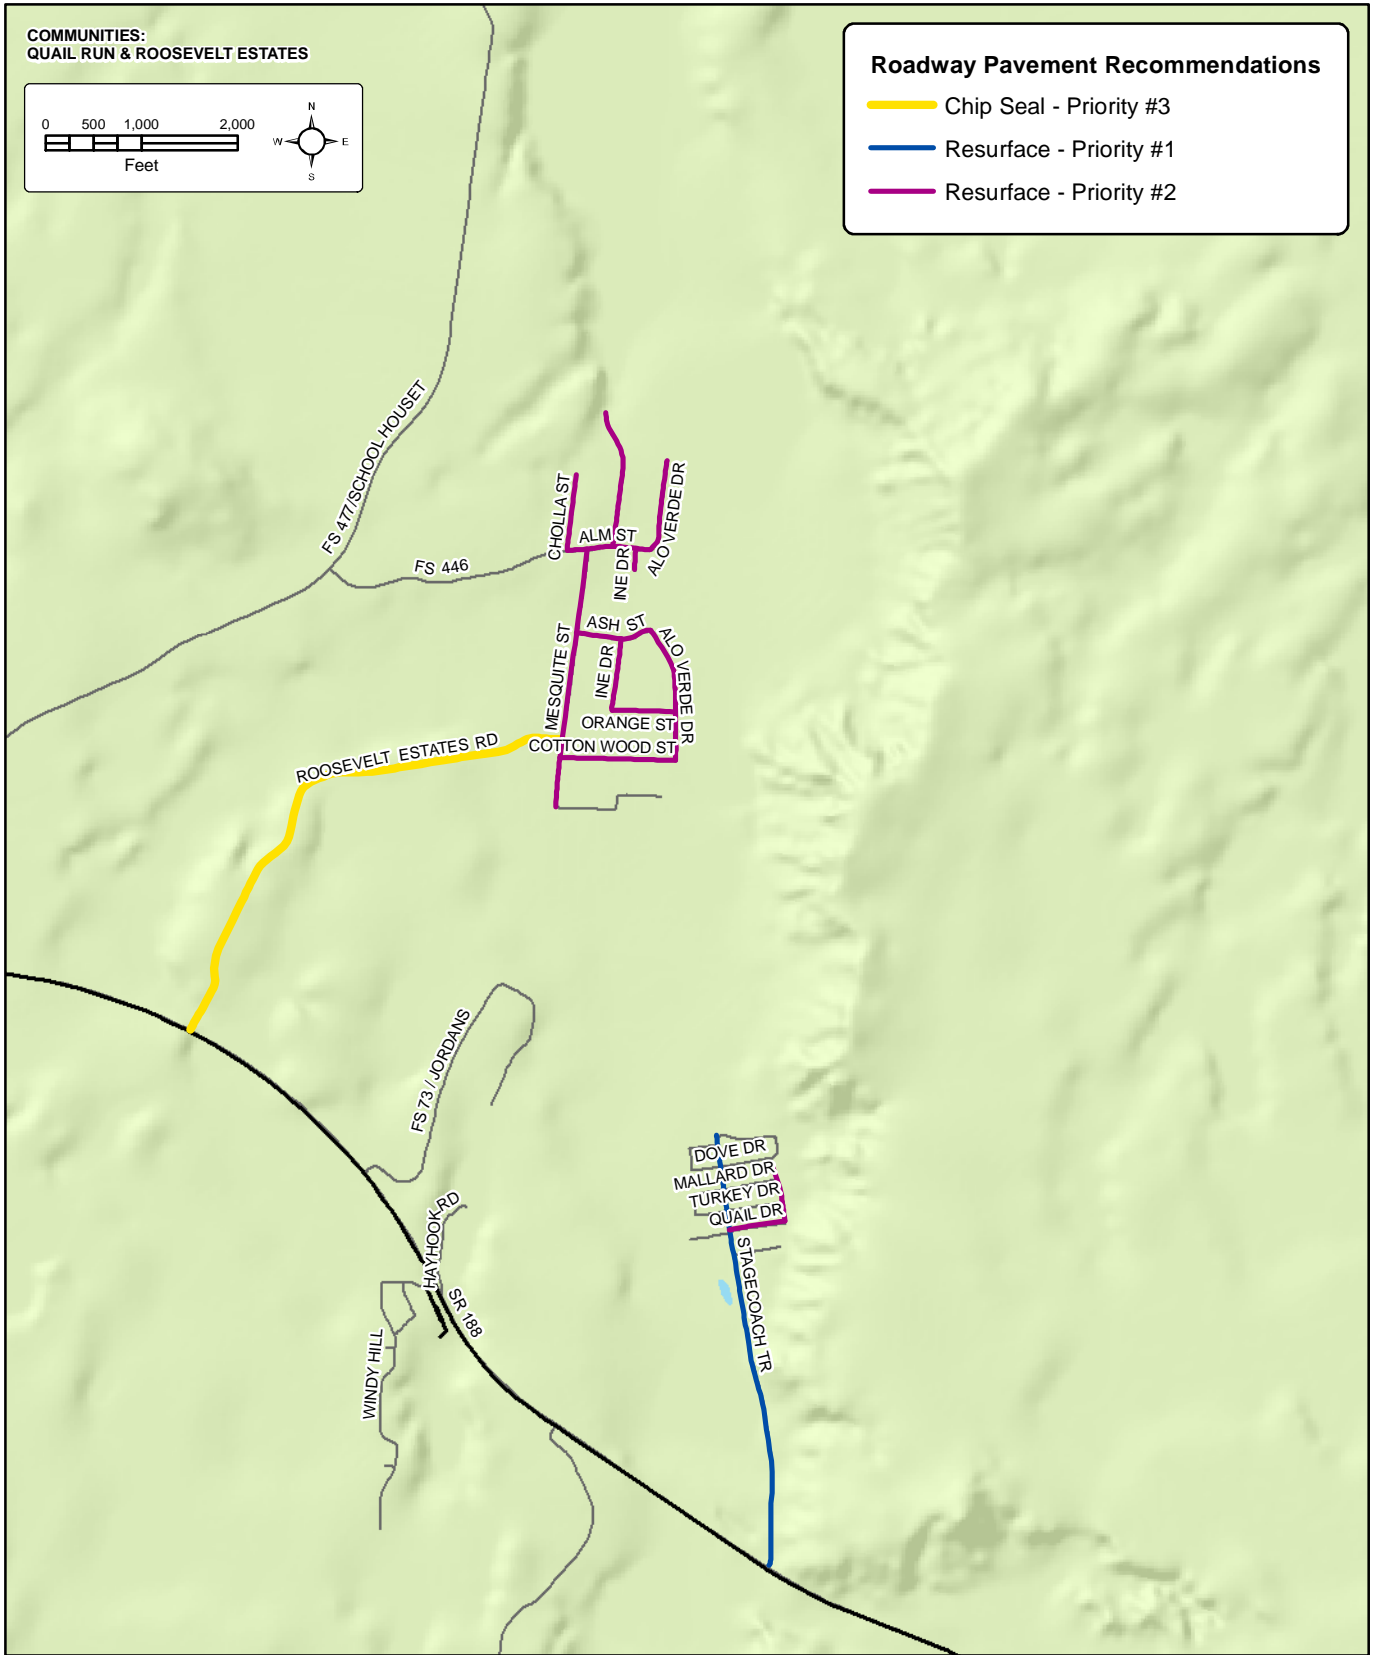 COMMUNITIES:
QUAIL RUN & ROOSEVELT ESTATES
0 500 1,000 2,000
Feet
N
W E
S
Roadway Pavement Recommendations
Chip Seal - Priority #3
Resurface - Priority #1
Resurface - Priority #2
FS 477/SCHOOL HOUSET
FS 446
CHOLLA ST
ALM ST
INE DR
ALO VERDE DR
ASH ST
MESQUITE ST
INE DR
ALO VERDE DR
ORANGE ST
COTTON WOOD ST
ROOSEVELT ESTATES RD
FS 73 / JORDANS
DOVE DR
MALLARD DR
TURKEY DR
QUAIL DR
STAGECOACH TR
HAYHOOK RD
SR 188
WINDY HILL